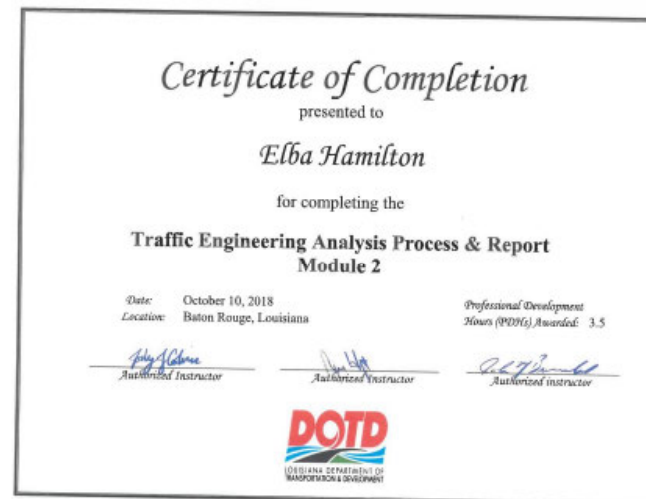 Certificate of Completion
presented to
Elba Hamilton
for completing the
Traffic Engineering Analysis Process & Report
Module 2
Date: October 10, 2018
Location: Baton Rouge, Louisiana
Professional Development
Hours (PDHs) Awarded: 3.5
Authorized Instructor
Authorized Instructor
Authorized instructor
DOTD
LOUISIANA DEPARTMENT OF
TRANSPORTATION & DEVELOPMENT